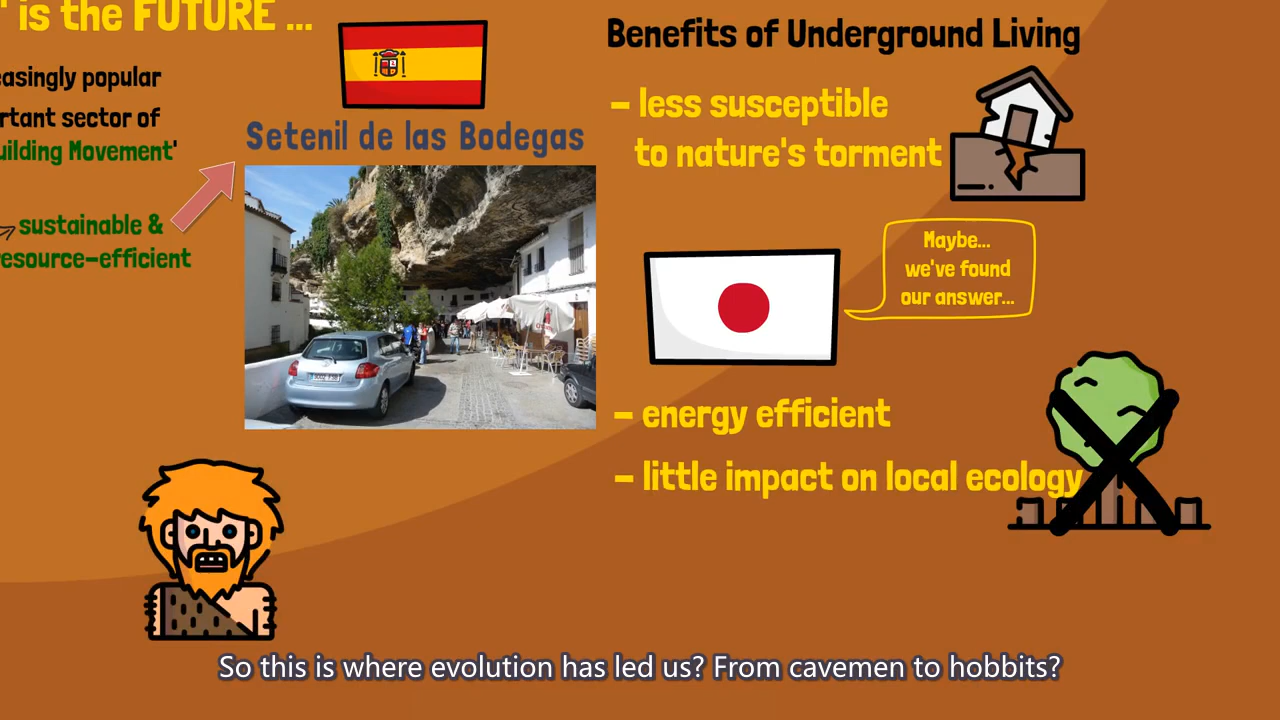 ' is the FUTURE ...
easingly popular
rtant sector of
uilding Movement'
sustainable &
resource-efficient
Setenil de las Bodegas
Benefits of Underground Living
- less susceptible
to nature's torment
Maybe...
we've found
our answer...
- energy efficient
- little impact on local ecology
So this is where evolution has led us? From cavemen to hobbits?